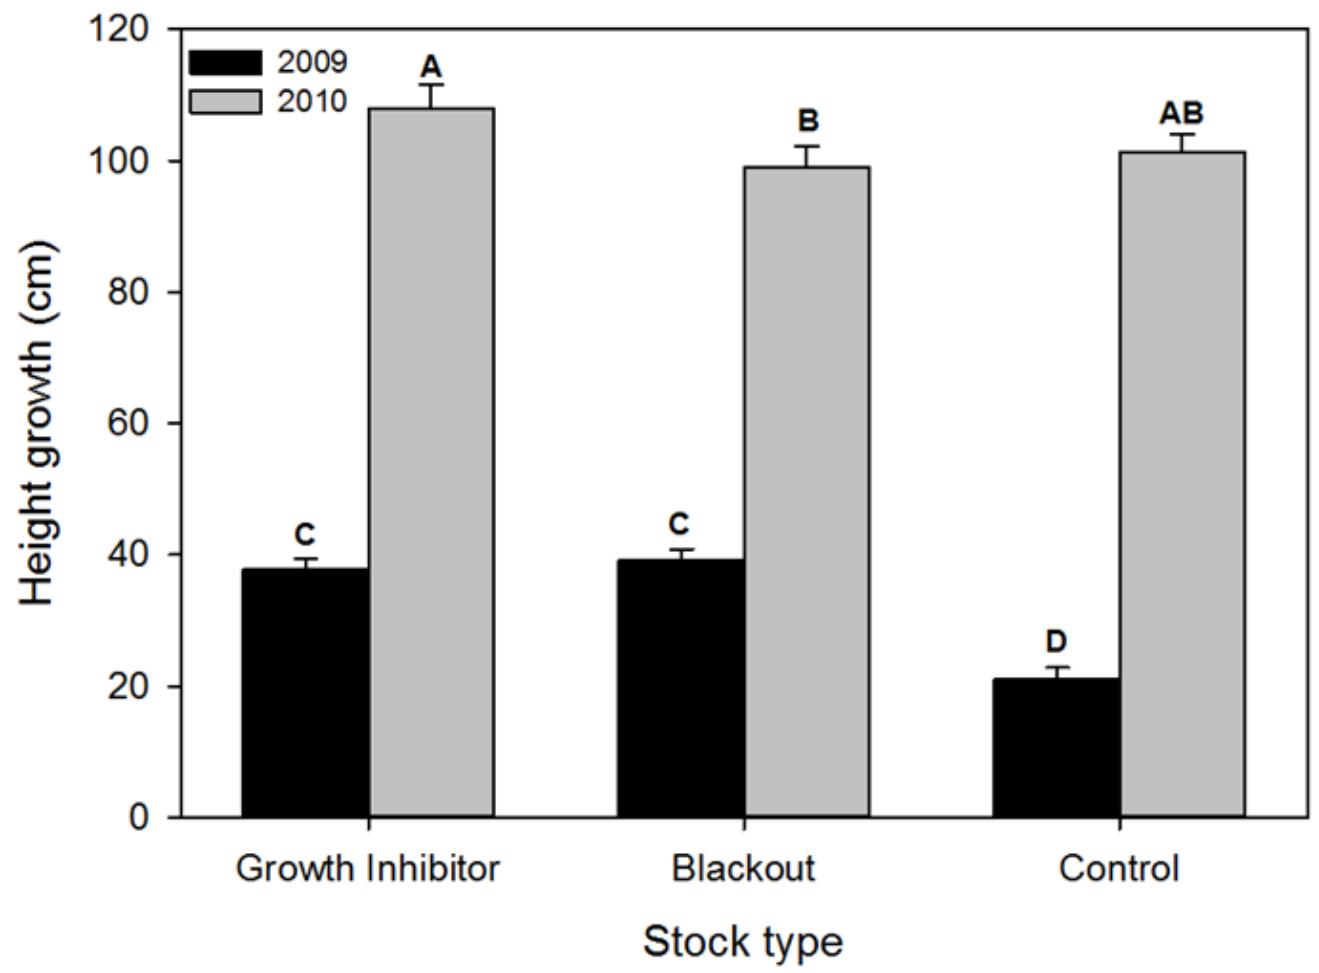 120
2009
A
2010
B
AB
100
80
60
C
C
40
D
20
0
Height growth (cm)
Growth Inhibitor
Blackout
Control
Stock type